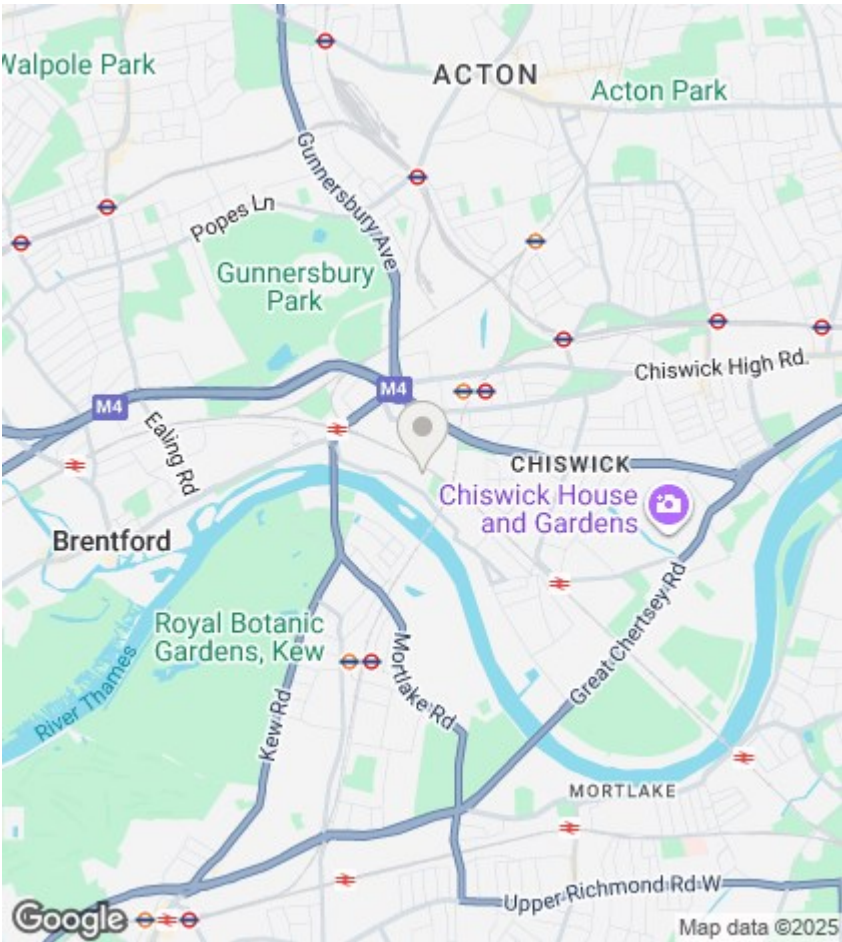 Walpole Park
ACTON
Acton Park
Gunnersbury Ave
Popes Ln
Gunnersbury
Park
Chiswick High Rd.
M4
M4
Ealing Rd
CHISWICK
Chiswick House
and Gardens
Brentford
Royal Botanic
Gardens, Kew
River Thames
Kew Rd
Mortlake Rd
Great Chertsey Rd
MORTLAKE
Upper Richmond Rd W
Google
Map data ©2025